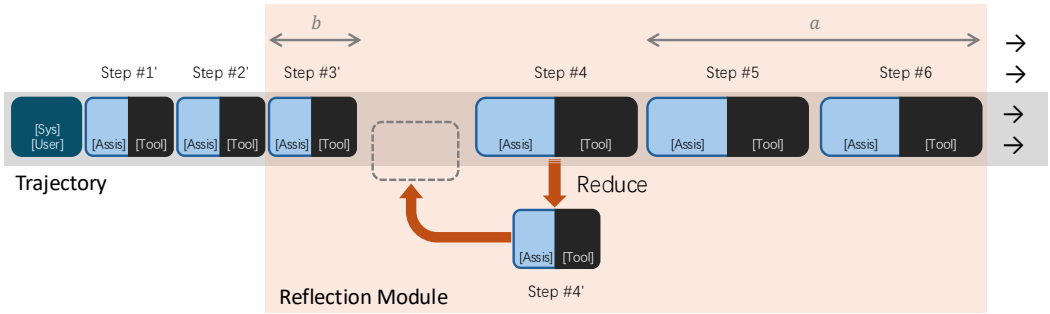 b
a
Step #1'
Step #2'
Step #3'
Step #4
Step #5
Step #6
[Sys]
[User]
[Assis] [Tool]
[Assis] [Tool]
[Assis] [Tool]
[Assis] [Tool]
[Assis] [Tool]
[Assis] [Tool]
Trajectory
Reduce
[Assis] [Tool]
Step #4'
Reflection Module